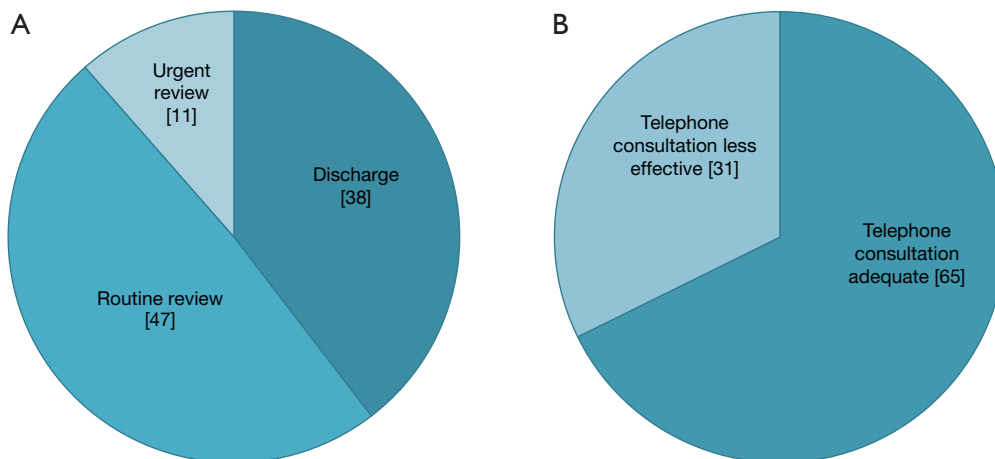 A
Urgent
review
[11]
Discharge
[38]
Routine review
[47]
B
Telephone
consultation less
effective [31]
Telephone
consultation
adequate [65]